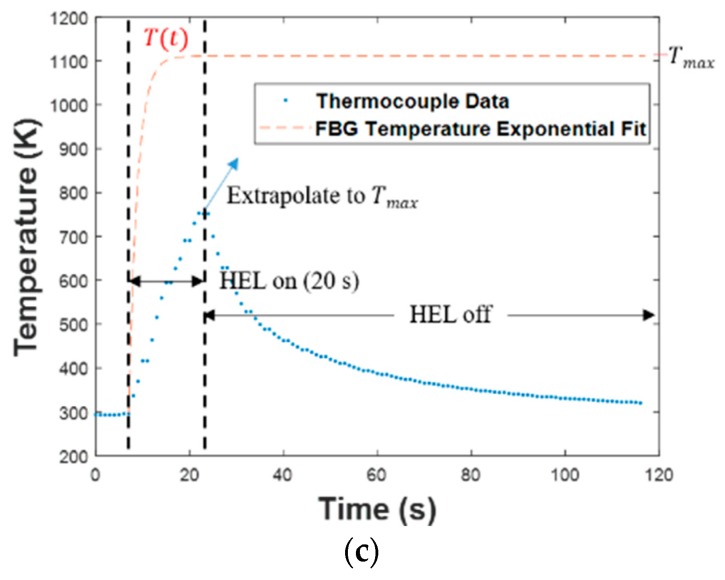 1200
1100
1000
900
800
700
600
500
400
300
200
Temperature (K)
T(t)
T_max
Thermocouple Data
FBG Temperature Exponential Fit
Extrapolate to T_max
HEL on (20 s)
HEL off
0
20
40
60
80
100
120
Time (s)
(c)